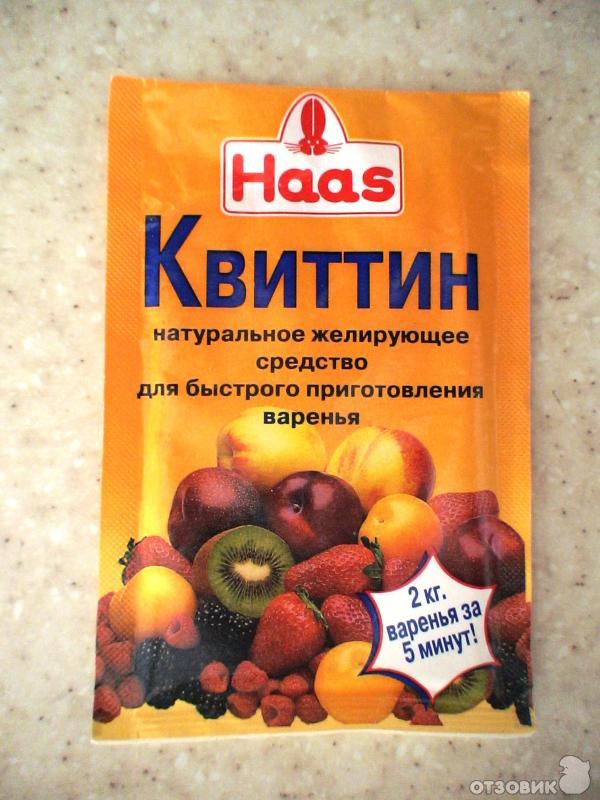 Haas
Квиттин
натуральное желирующее
средство
для быстрого приготовления
варенья
2 кг.
варенья за
5 минут!
ОТЗОВИК